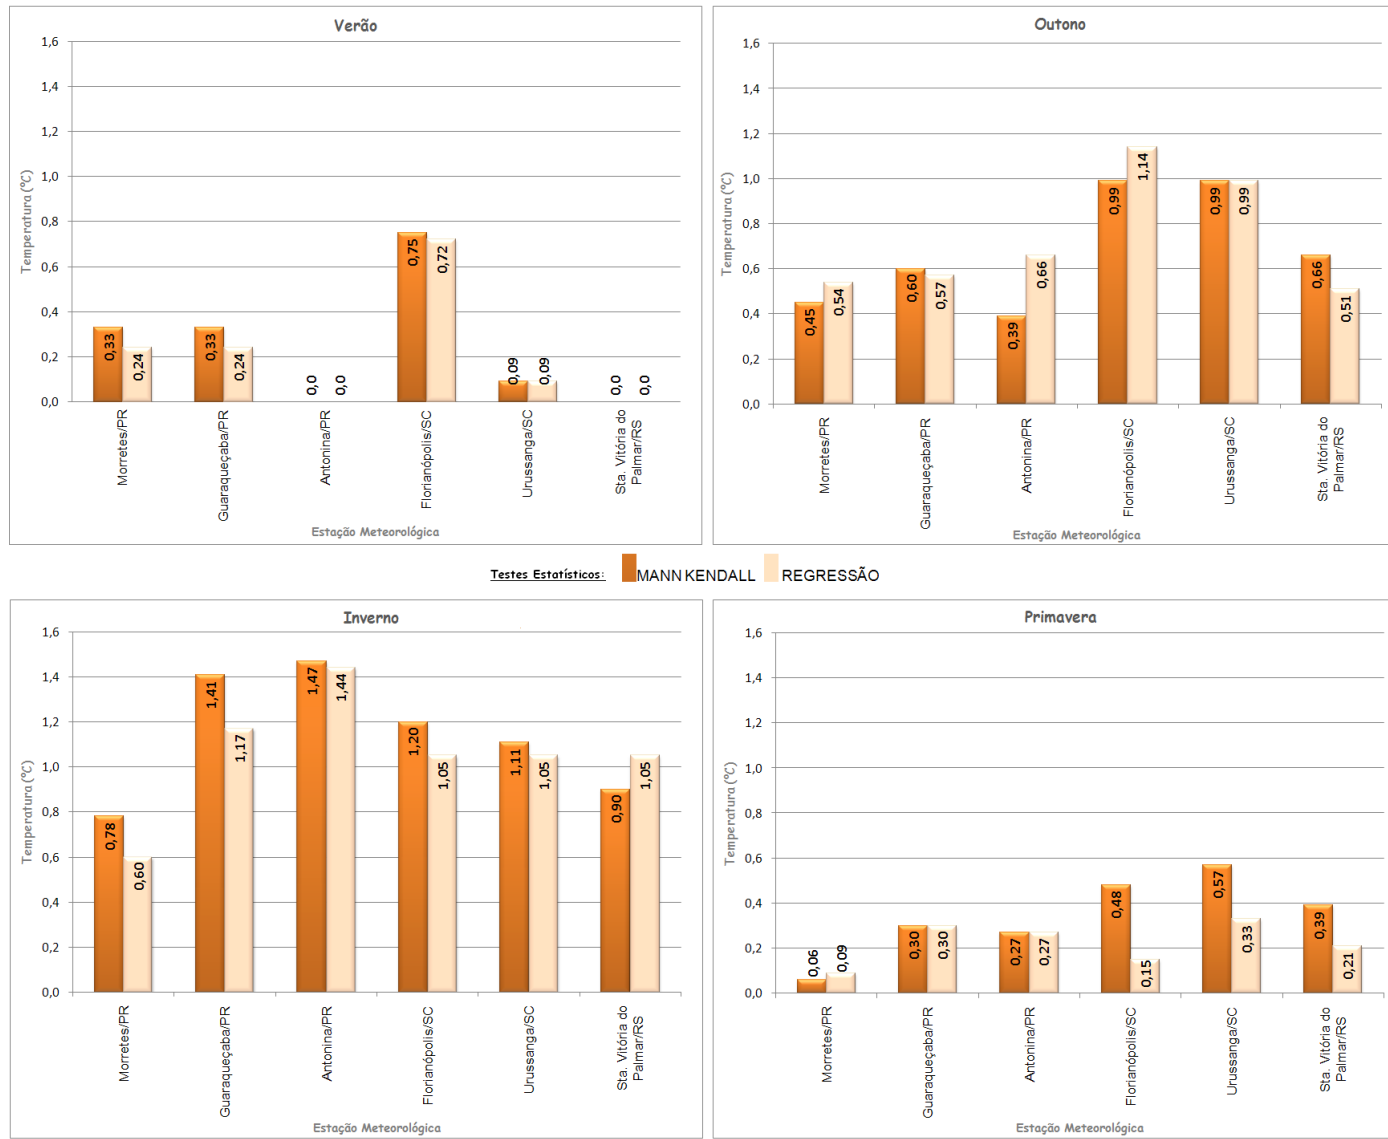 Verão
1,6
1,4
1,2
1,0
0,8
0,6
0,4
0,2
0,0
Temperatura (°C)
0,33
0,24
0,33
0,24
0,0
0,0
0,75
0,72
0,09
0,09
0,0
0,0
Morretes/PR
Guaraqueçaba/PR
Antonina/PR
Florianópolis/SC
Urussanga/SC
Sta. Vitória do
Palmar/RS
Estação Meteorológica
Outono
1,6
1,4
1,2
1,0
0,8
0,6
0,4
0,2
0,0
Temperatura (°C)
0,45
0,54
0,60
0,57
0,39
0,66
0,99
1,14
0,99
0,99
0,66
0,51
Morretes/PR
Guaraqueçaba/PR
Antonina/PR
Florianópolis/SC
Urussanga/SC
Sta. Vitória do
Palmar/RS
Estação Meteorológica
Testes Estatísticos: MANN KENDALL REGRESSÃO
Inverno
1,6
1,4
1,2
1,0
0,8
0,6
0,4
0,2
0,0
Temperatura (°C)
0,78
0,60
1,41
1,17
1,47
1,44
1,20
1,05
1,11
1,05
0,90
1,05
Morretes/PR
Guaraqueçaba/PR
Antonina/PR
Florianópolis/SC
Urussanga/SC
Sta. Vitória do
Palmar/RS
Estação Meteorológica
Primavera
1,6
1,4
1,2
1,0
0,8
0,6
0,4
0,2
0,0
Temperatura (°C)
0,06
0,09
0,30
0,30
0,27
0,27
0,48
0,15
0,57
0,33
0,39
0,21
Morretes/PR
Guaraqueçaba/PR
Antonina/PR
Florianópolis/SC
Urussanga/SC
Sta. Vitória do
Palmar/RS
Estação Meteorológica